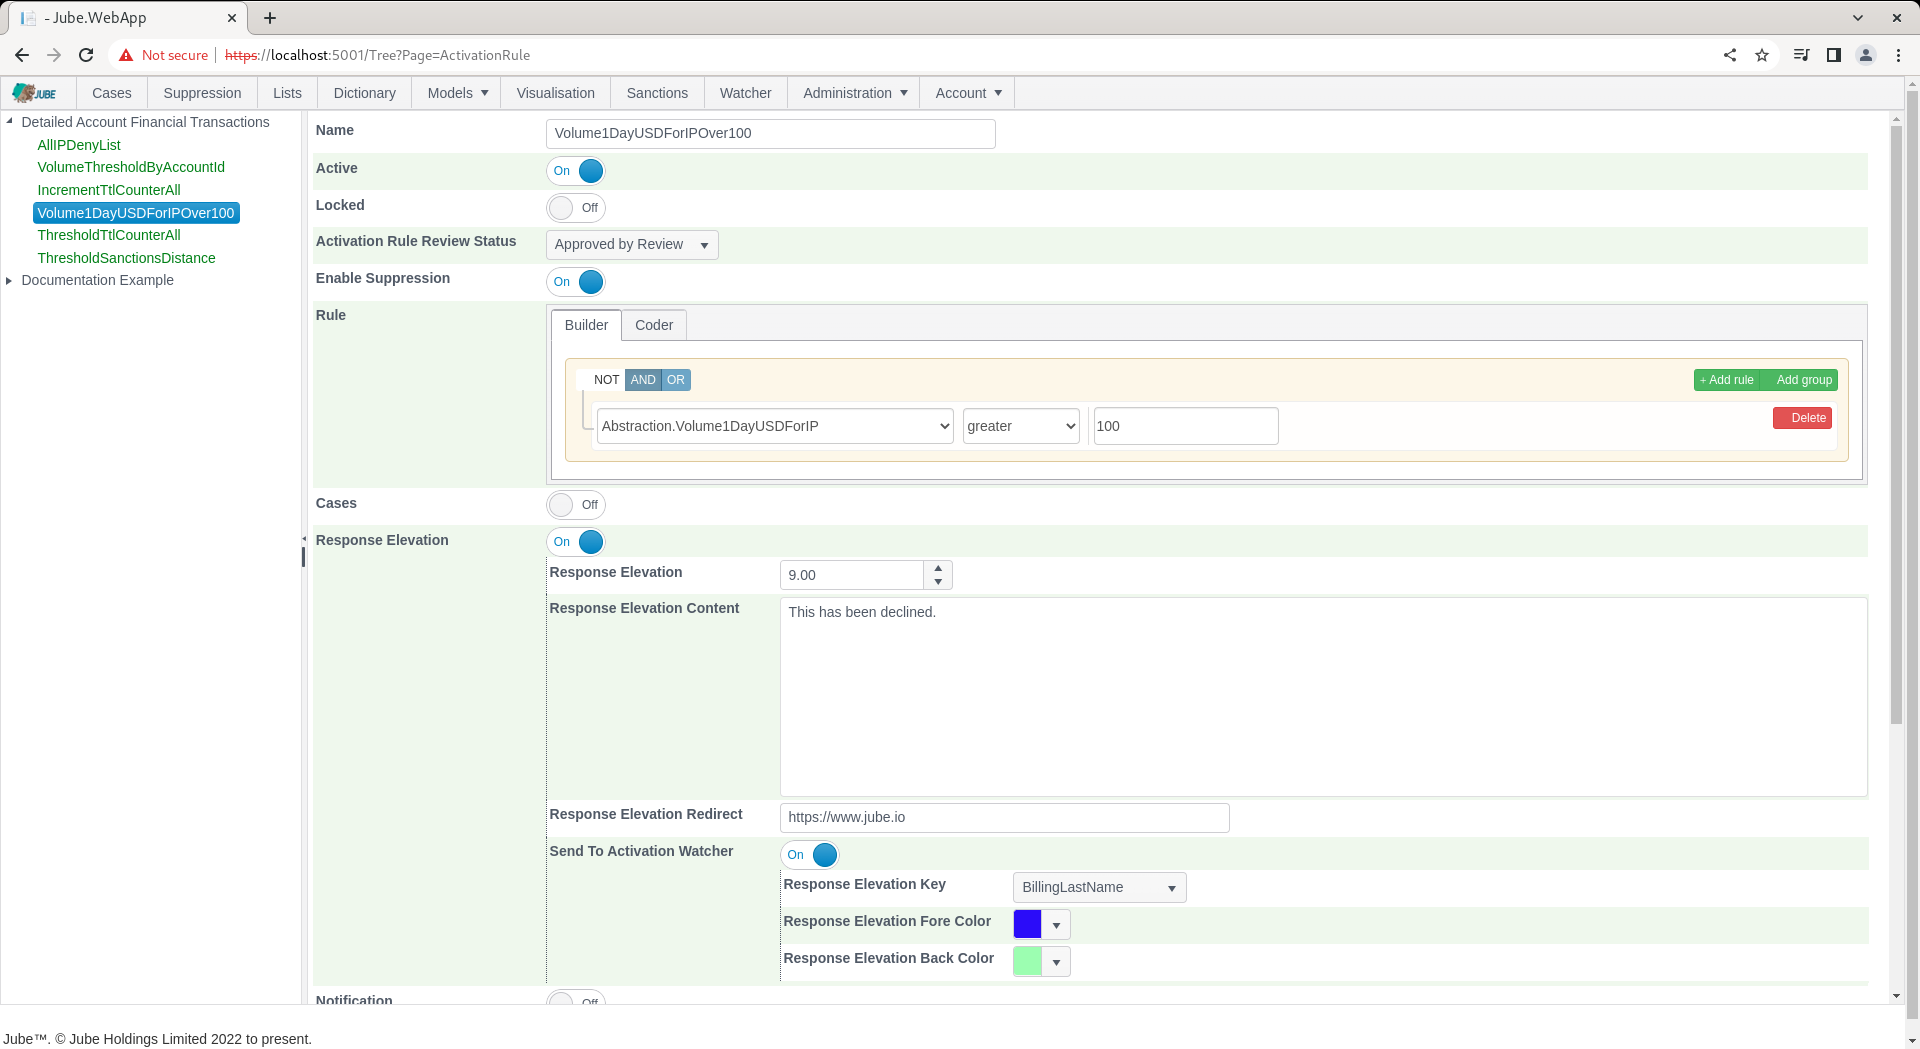 - Jube.WebApp
Not secure https://localhost:5001/Tree?Page=ActivationRule
JUBE Cases Suppression Lists Dictionary Models Visualisation Sanctions Watcher Administration Account
Detailed Account Financial Transactions
AllIPDenyList
VolumeThresholdByAccountId
IncrementTtlCounterAll
Volume1DayUSDForIPOver100
ThresholdTtlCounterAll
ThresholdSanctionsDistance
Documentation Example
Name Volume1DayUSDForIPOver100
Active On
Locked Off
Activation Rule Review Status Approved by Review
Enable Suppression On
Rule Builder Coder
NOT AND OR + Add rule Add group
Abstraction.Volume1DayUSDForIP greater 100 Delete
Cases Off
Response Elevation On
Response Elevation 9.00
Response Elevation Content This has been declined.
Response Elevation Redirect https://www.jube.io
Send To Activation Watcher On
Response Elevation Key BillingLastName
Response Elevation Fore Color
Response Elevation Back Color
Notification Off
Jube™. © Jube Holdings Limited 2022 to present.